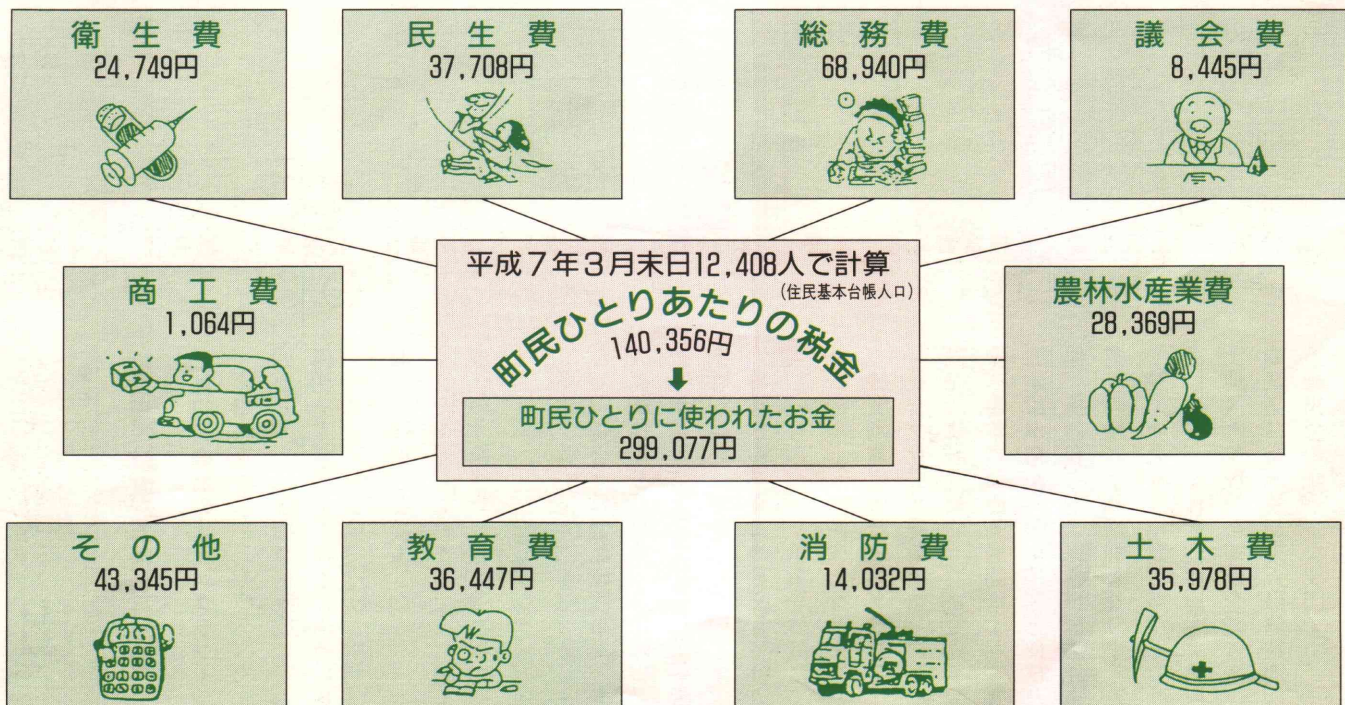 衛生費
24,749円
民生費
37,708円
総務費
68,940円
議会費
8,445円
商工費
1,064円
平成7年3月末日12,408人で計算
(住民基本台帳人口)
町民ひとりあたりの税金
140,356円
町民ひとりに使われたお金
299,077円
農林水産業費
28,369円
その他
43,345円
教育費
36,447円
消防費
14,032円
土木費
35,978円